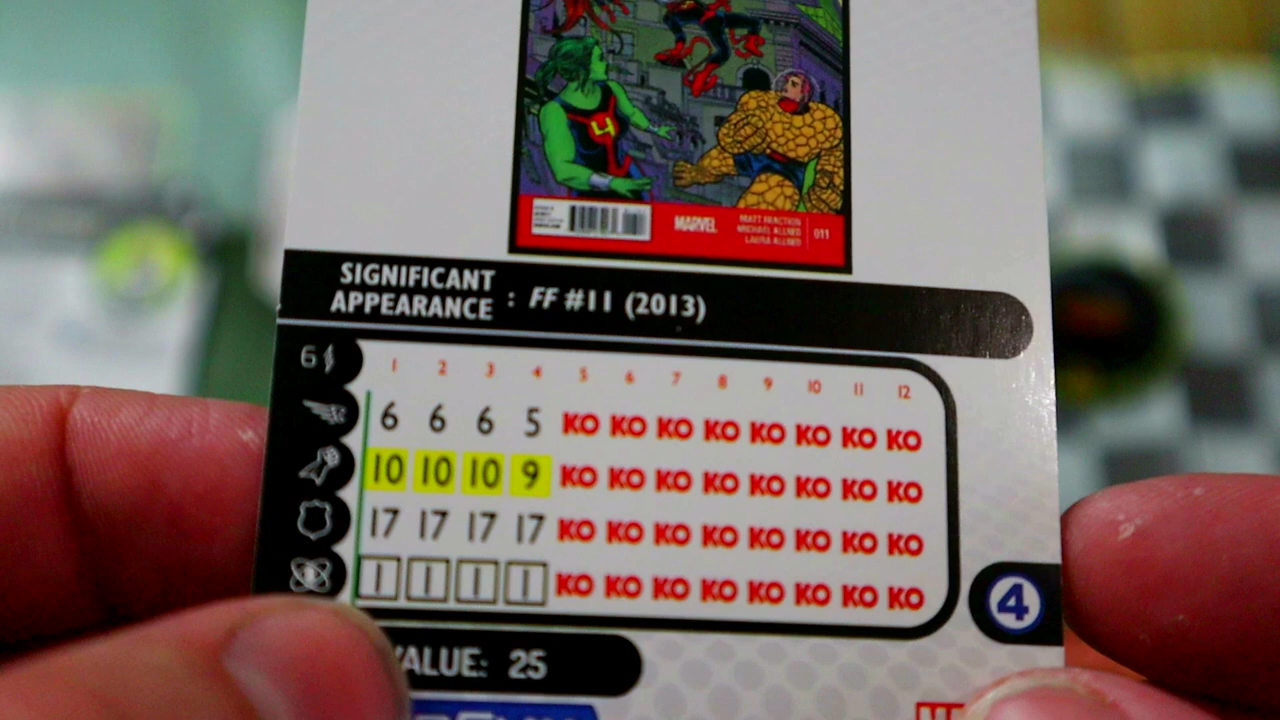 4
MARVEL
MATT FRACTION
MICHAEL ALLRED
LAURA ALLRED
011
SIGNIFICANT
APPEARANCE : FF #11 (2013)
6 1 2 3 4 5 6 7 8 9 10 11 12
6 6 6 5 KO KO KO KO KO KO KO KO
10 10 10 9 KO KO KO KO KO KO KO KO
17 17 17 17 KO KO KO KO KO KO KO KO
1 1 1 1 KO KO KO KO KO KO KO KO
4
VALUE: 25